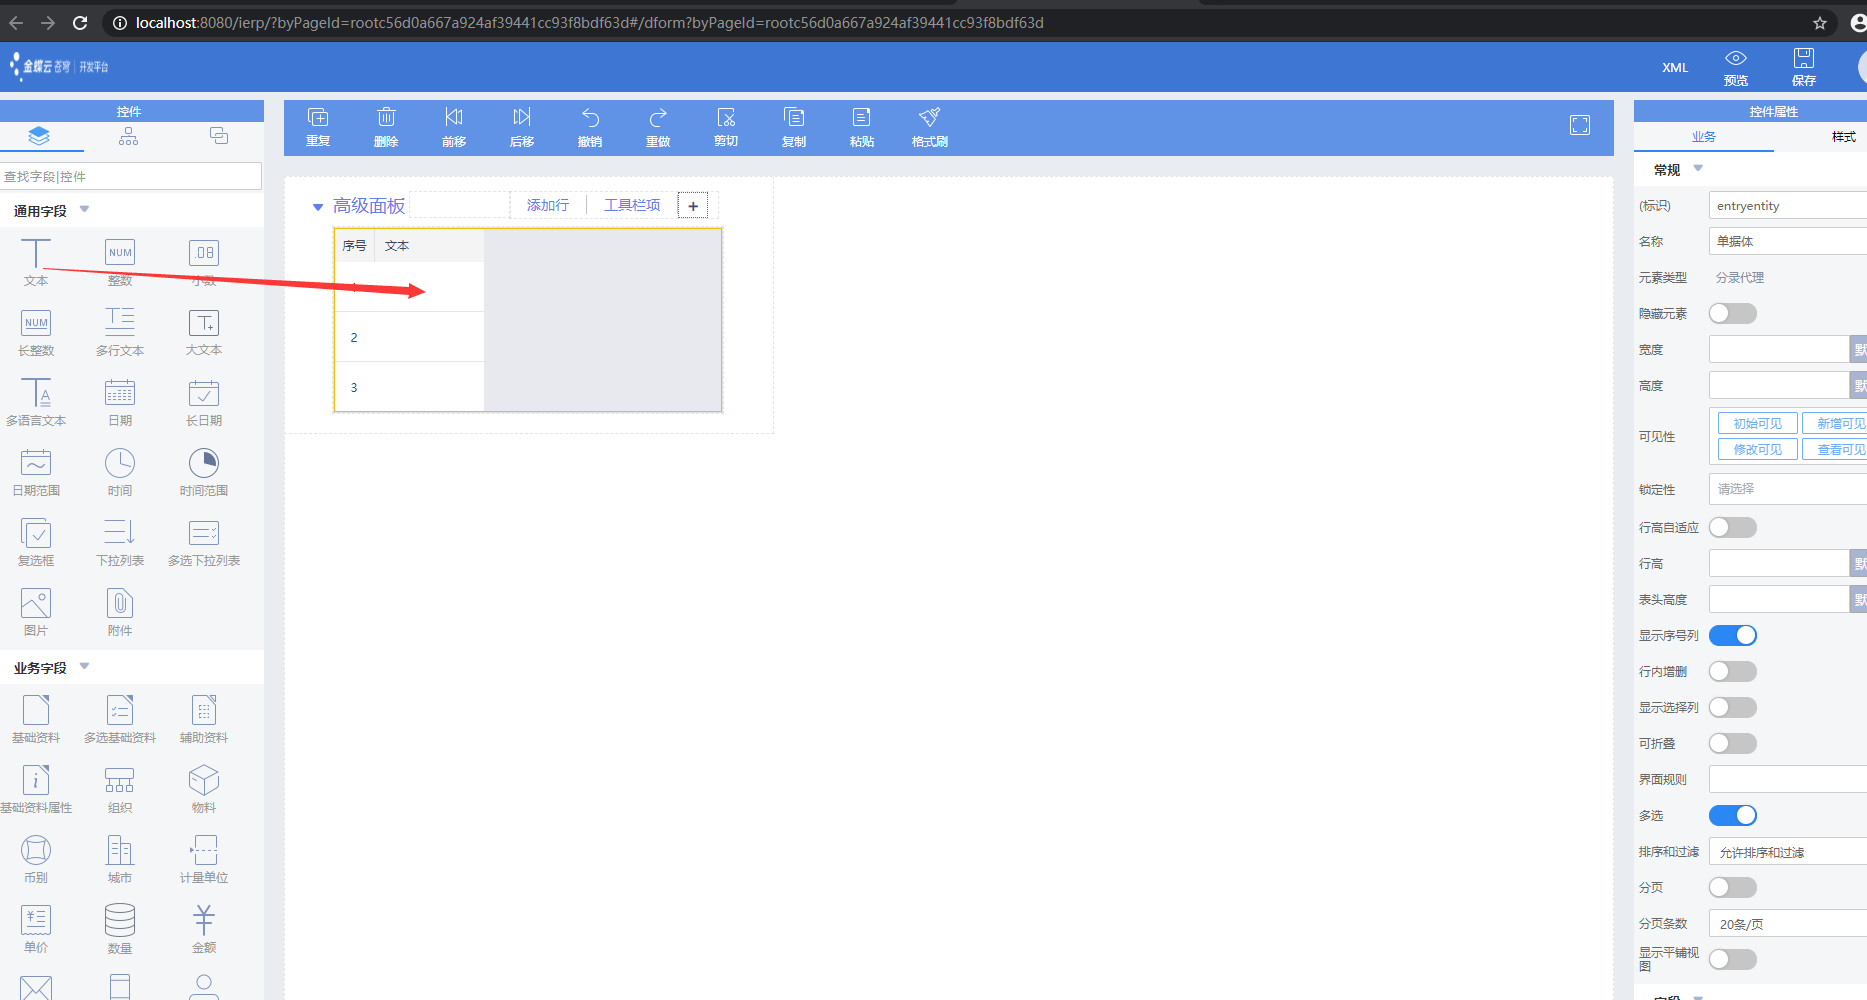 localhost:8080/ierp/?byPageId=rootc56d0a667a924af39441cc93f8bdf63d#/dform?byPageId=rootc56d0a667a924af39441cc93f8bdf63d
金蝶云 苍穹 | 开发平台
XML 预览 保存
控件
查找字段|控件
通用字段
文本 整数 小数
长整数 多行文本 大文本
多语言文本 日期 长日期
日期范围 时间 时间范围
复选框 下拉列表 多选下拉列表
图片 附件
业务字段
基础资料 多选基础资料 辅助资料
基础资料属性 组织 物料
币别 城市 计量单位
单价 数量 金额
重复 删除 前移 后移 撤销 重做 剪切 复制 粘贴 格式刷
高级面板 添加行 工具栏项 +
序号 文本
2
3
控件属性
业务 样式
常规
(标识) entryentity
名称 单据体
元素类型 分录代理
隐藏元素
宽度 默
高度 默
可见性 初始可见 新增可见
修改可见 查看可见
锁定性 请选择
行高自适应
行高 默
表头高度 默
显示序号列
行内增删
显示选择列
可折叠
界面规则
多选
排序和过滤 允许排序和过滤
分页
分页条数 20条/页
显示平铺视
图